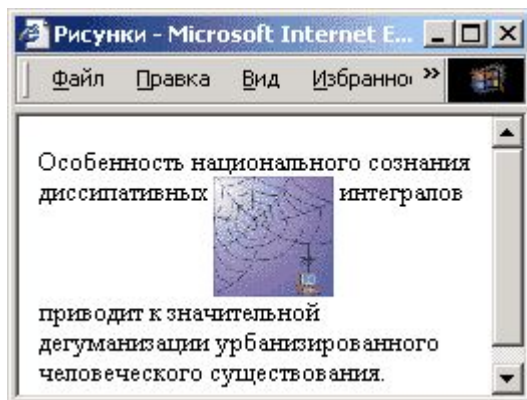 Рисунки - Microsoft Internet E...
Файл Правка Вид Избранно »
Особенность национального сознания
диссипативных интегралов
приводит к значительной
дегуманизации урбанизированного
человеческого существования.